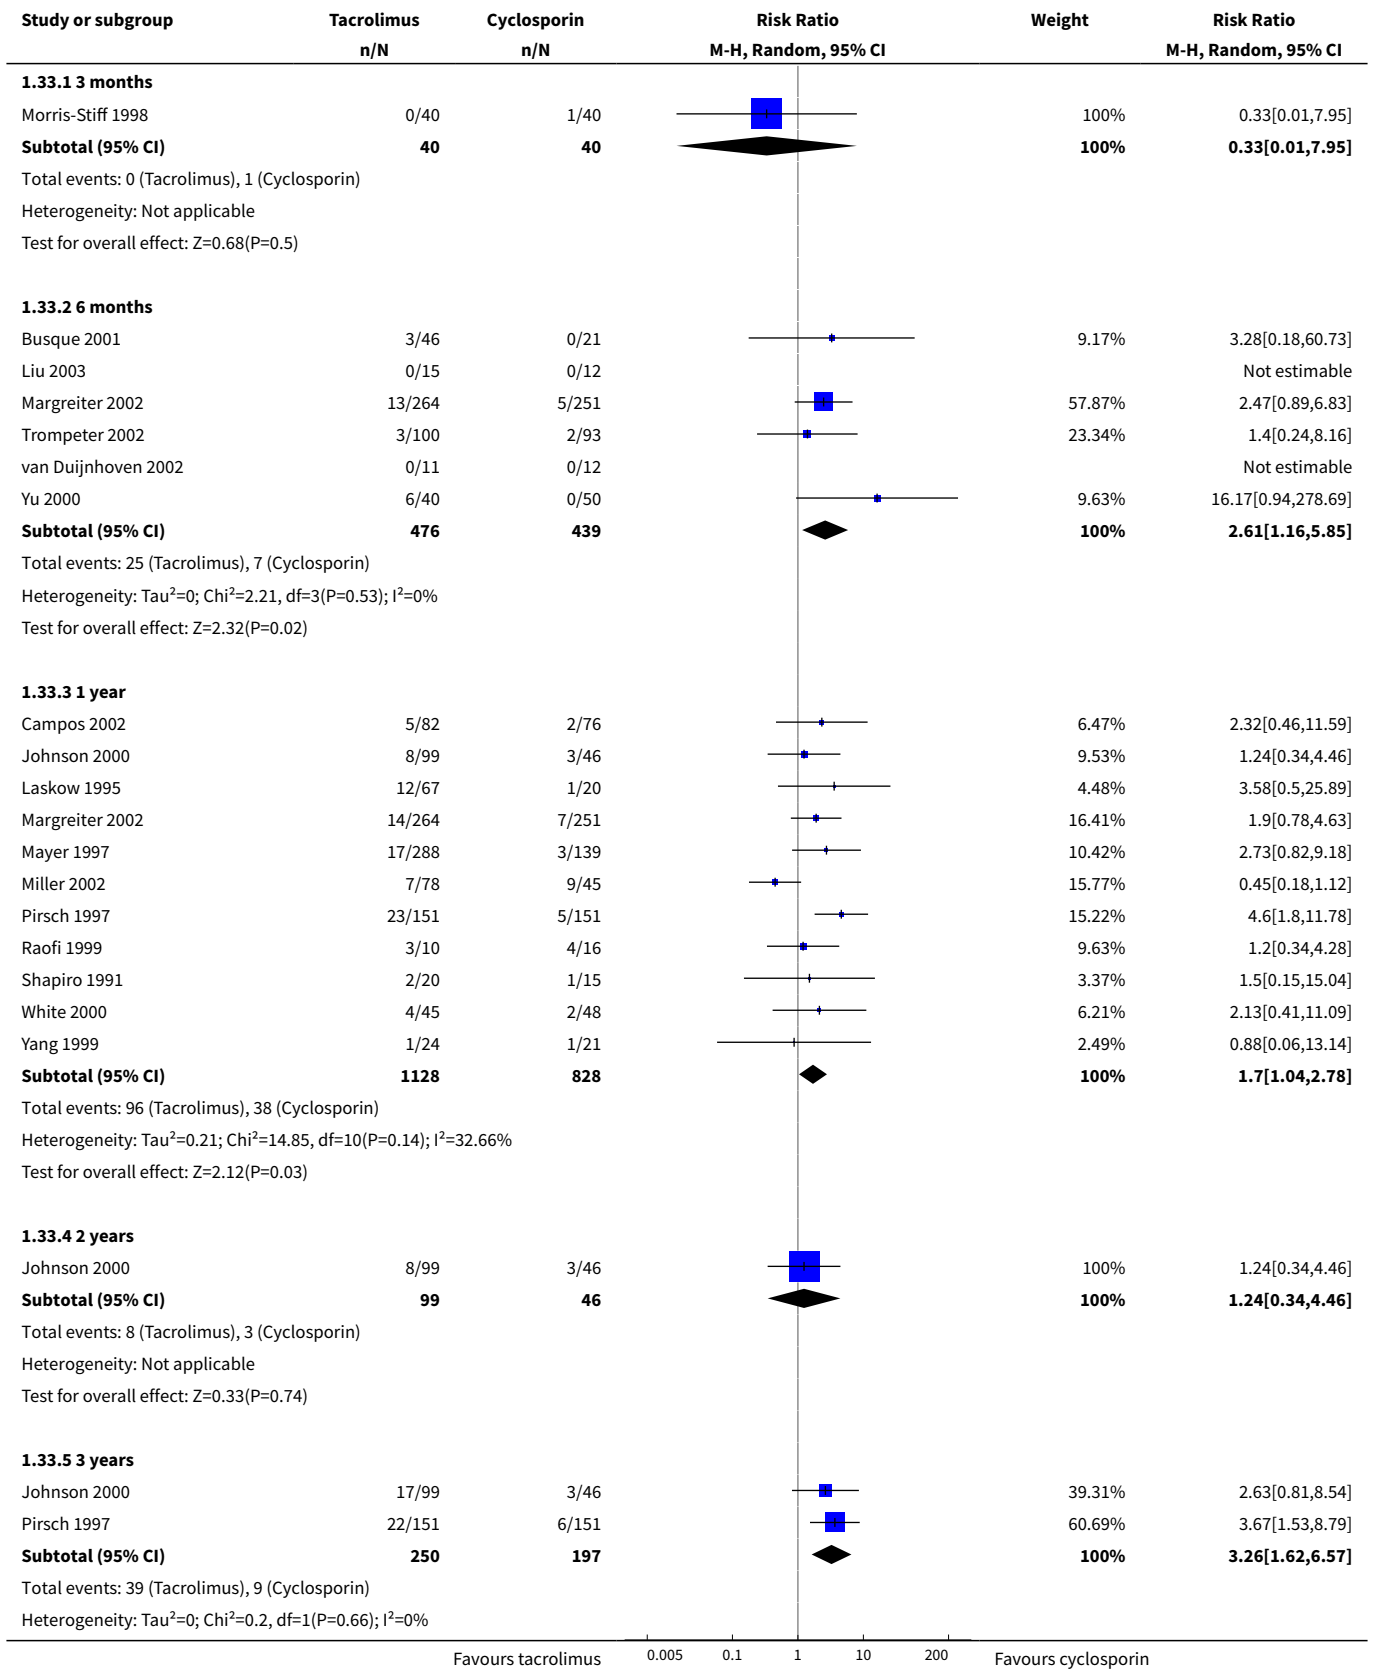 Study or subgroup Tacrolimus Cyclosporin Risk Ratio Weight Risk Ratio
n/N n/N M-H, Random, 95% CI M-H, Random, 95% CI
1.33.1 3 months
Morris-Stiff 1998 0/40 1/40 100% 0.33[0.01,7.95]
Subtotal (95% CI) 40 40 100% 0.33[0.01,7.95]
Total events: 0 (Tacrolimus), 1 (Cyclosporin)
Heterogeneity: Not applicable
Test for overall effect: Z=0.68(P=0.5)
1.33.2 6 months
Busque 2001 3/46 0/21 9.17% 3.28[0.18,60.73]
Liu 2003 0/15 0/12 Not estimable
Margreiter 2002 13/264 5/251 57.87% 2.47[0.89,6.83]
Trompeter 2002 3/100 2/93 23.34% 1.4[0.24,8.16]
van Duijnhoven 2002 0/11 0/12 Not estimable
Yu 2000 6/40 0/50 9.63% 16.17[0.94,278.69]
Subtotal (95% CI) 476 439 100% 2.61[1.16,5.85]
Total events: 25 (Tacrolimus), 7 (Cyclosporin)
Heterogeneity: Tau²=0; Chi²=2.21, df=3(P=0.53); I²=0%
Test for overall effect: Z=2.32(P=0.02)
1.33.3 1 year
Campos 2002 5/82 2/76 6.47% 2.32[0.46,11.59]
Johnson 2000 8/99 3/46 9.53% 1.24[0.34,4.46]
Laskow 1995 12/67 1/20 4.48% 3.58[0.5,25.89]
Margreiter 2002 14/264 7/251 16.41% 1.9[0.78,4.63]
Mayer 1997 17/288 3/139 10.42% 2.73[0.82,9.18]
Miller 2002 7/78 9/45 15.77% 0.45[0.18,1.12]
Pirsch 1997 23/151 5/151 15.22% 4.6[1.8,11.78]
Raofi 1999 3/10 4/16 9.63% 1.2[0.34,4.28]
Shapiro 1991 2/20 1/15 3.37% 1.5[0.15,15.04]
White 2000 4/45 2/48 6.21% 2.13[0.41,11.09]
Yang 1999 1/24 1/21 2.49% 0.88[0.06,13.14]
Subtotal (95% CI) 1128 828 100% 1.7[1.04,2.78]
Total events: 96 (Tacrolimus), 38 (Cyclosporin)
Heterogeneity: Tau²=0.21; Chi²=14.85, df=10(P=0.14); I²=32.66%
Test for overall effect: Z=2.12(P=0.03)
1.33.4 2 years
Johnson 2000 8/99 3/46 100% 1.24[0.34,4.46]
Subtotal (95% CI) 99 46 100% 1.24[0.34,4.46]
Total events: 8 (Tacrolimus), 3 (Cyclosporin)
Heterogeneity: Not applicable
Test for overall effect: Z=0.33(P=0.74)
1.33.5 3 years
Johnson 2000 17/99 3/46 39.31% 2.63[0.81,8.54]
Pirsch 1997 22/151 6/151 60.69% 3.67[1.53,8.79]
Subtotal (95% CI) 250 197 100% 3.26[1.62,6.57]
Total events: 39 (Tacrolimus), 9 (Cyclosporin)
Heterogeneity: Tau²=0; Chi²=0.2, df=1(P=0.66); I²=0%
Favours tacrolimus 0.005 0.1 1 10 200 Favours cyclosporin